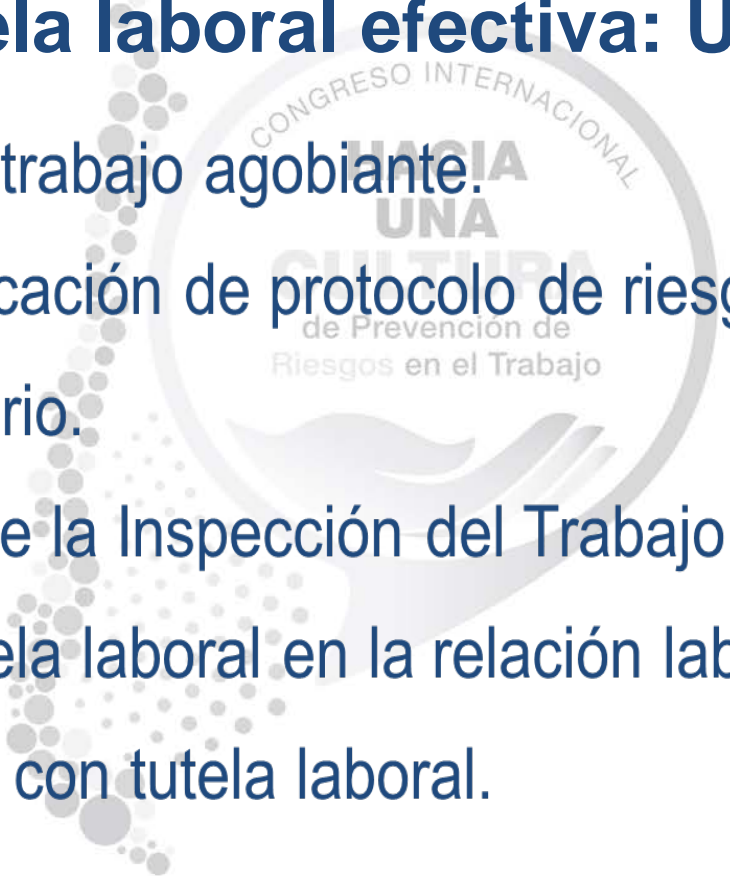 ela laboral efectiva: U
CONGRESO INTERNACIONAL
trabajo agobiante.
HACIA
UNA
cación de protocolo de riesg
CULTURA
de Prevención de
Riesgos en el Trabajo
rio.
e la Inspección del Trabajo
ela laboral en la relación lab
con tutela laboral.